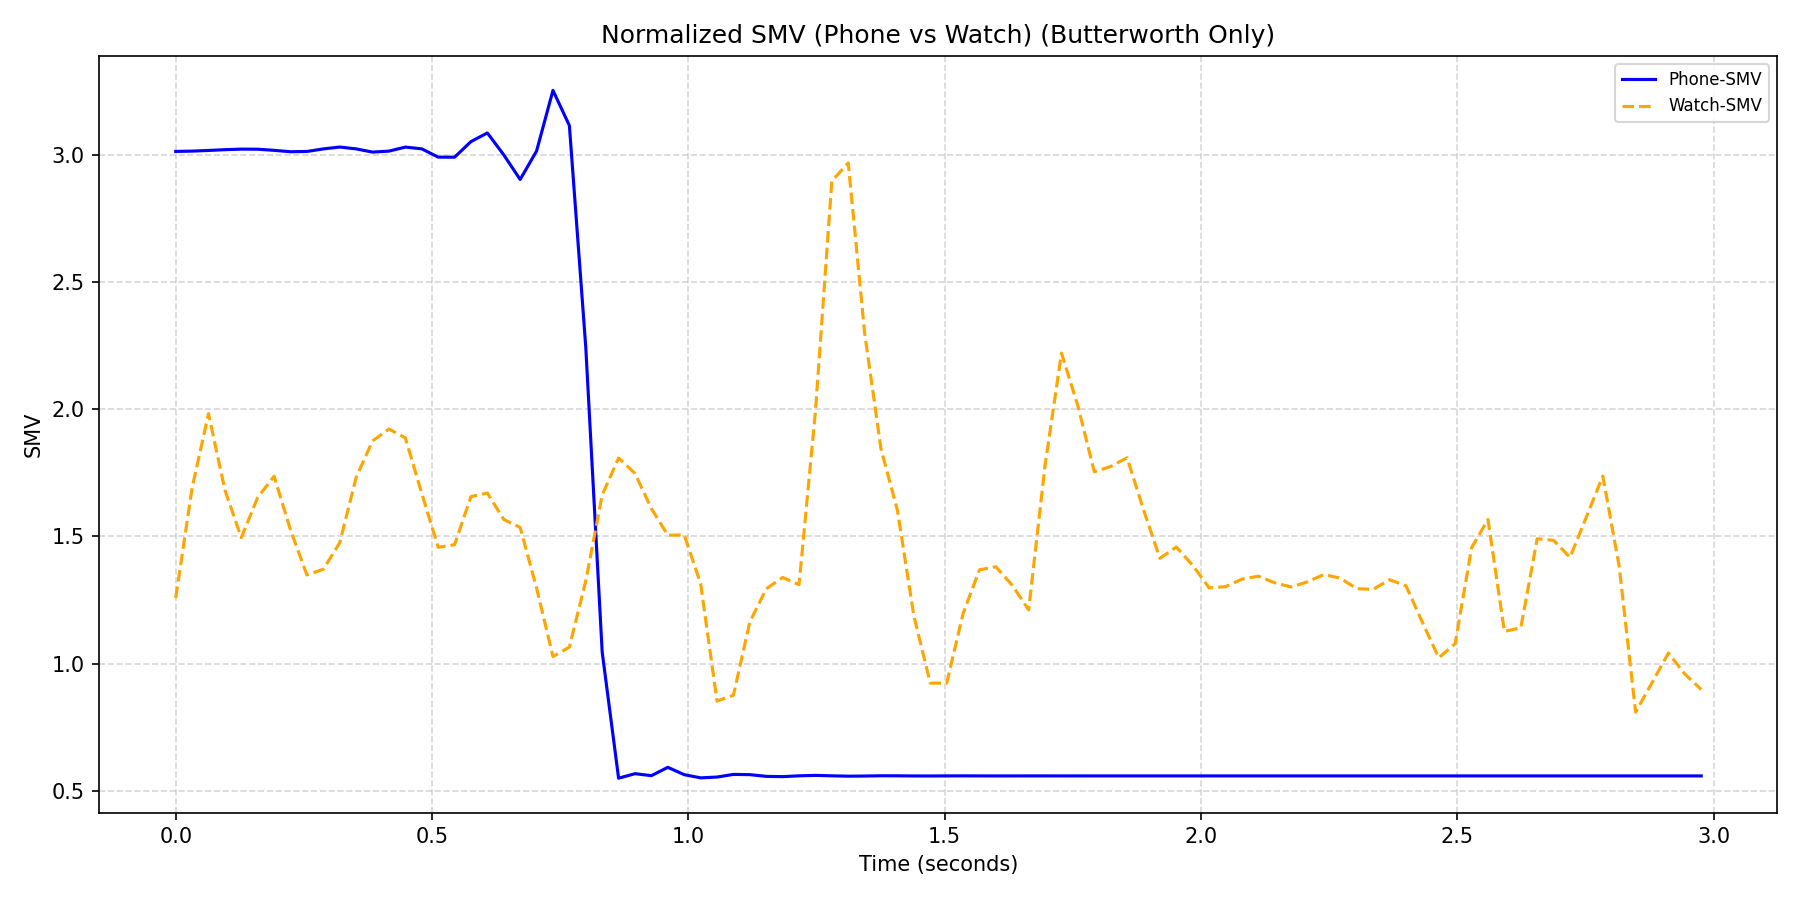 Normalized SMV (Phone vs Watch) (Butterworth Only)
Phone-SMV
Watch-SMV
SMV
3.0
2.5
2.0
1.5
1.0
0.5
0.0 0.5 1.0 1.5 2.0 2.5 3.0
Time (seconds)